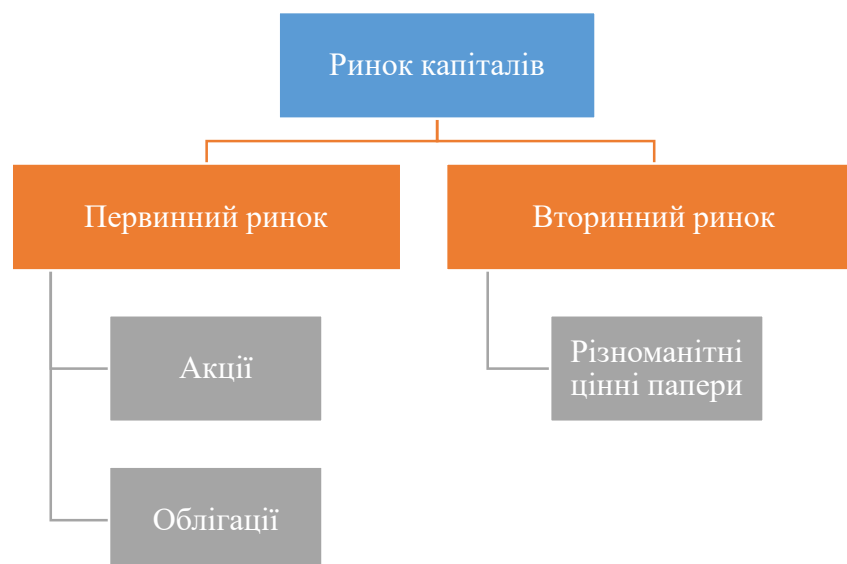 Ринок капіталів
Первинний ринок
Вторинний ринок
Акції
Різноманітні
цінні папери
Облігації